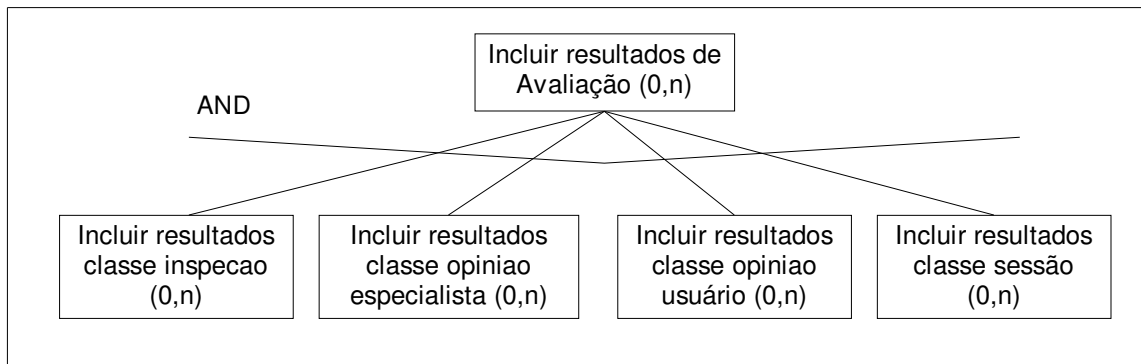 Incluir resultados de
Avaliação (0,n)
AND
Incluir resultados
classe inspecao
(0,n)
Incluir resultados
classe opiniao
especialista (0,n)
Incluir resultados
classe opiniao
usuário (0,n)
Incluir resultados
classe sessão
(0,n)